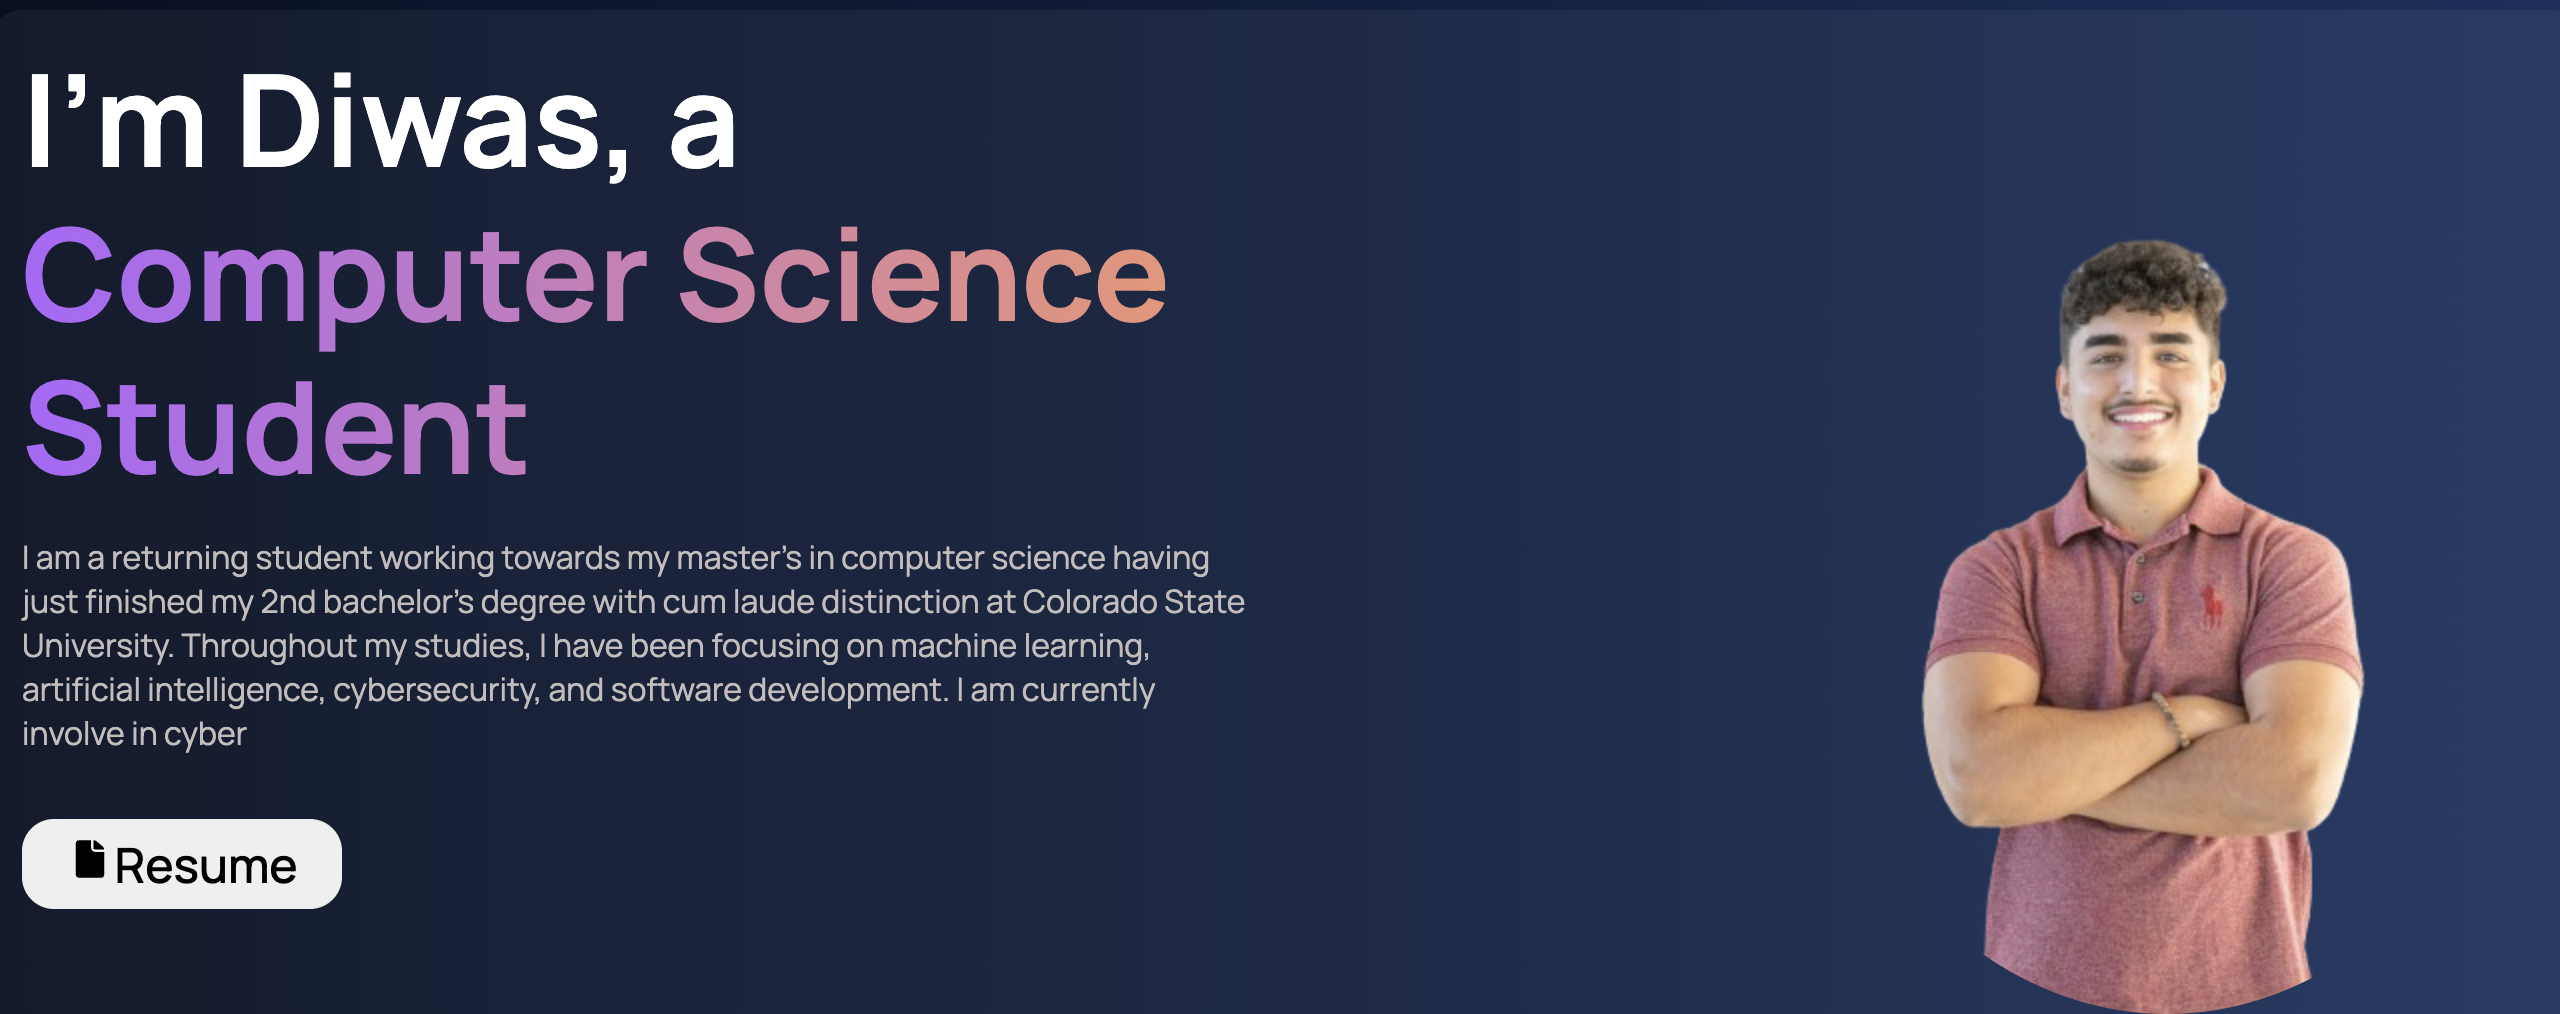 I’m Diwas, a
Computer Science
Student
I am a returning student working towards my master’s in computer science having
just finished my 2nd bachelor’s degree with cum laude distinction at Colorado State
University. Throughout my studies, I have been focusing on machine learning,
artificial intelligence, cybersecurity, and software development. I am currently
involve in cyber
Resume